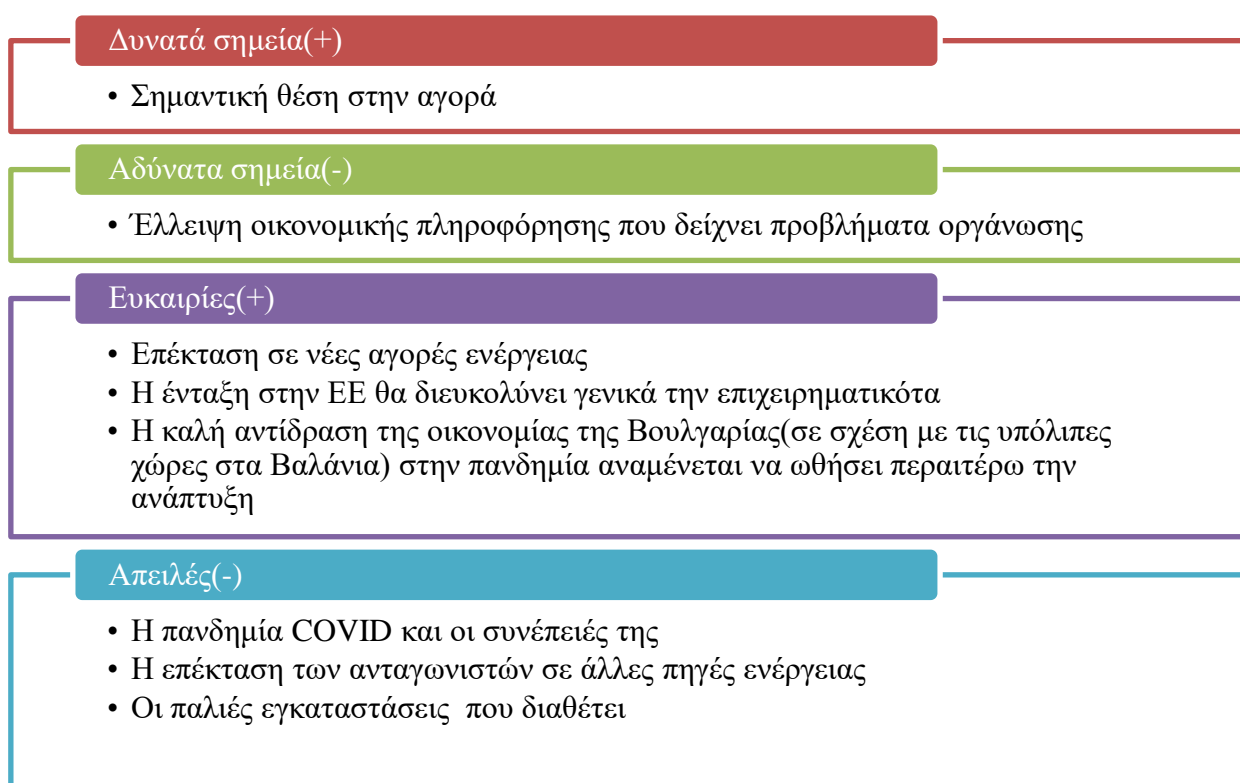 Δυνατά σημεία(+)
• Σημαντική θέση στην αγορά
Αδύνατα σημεία(-)
• Έλλειψη οικονομικής πληροφόρησης που δείχνει προβλήματα οργάνωσης
Ευκαιρίες(+)
• Επέκταση σε νέες αγορές ενέργειας
• Η ένταξη στην ΕΕ θα διευκολύνει γενικά την επιχειρηματικότα
• Η καλή αντίδραση της οικονομίας της Βουλγαρίας(σε σχέση με τις υπόλιπες
χώρες στα Βαλάνια) στην πανδημία αναμένεται να ωθήσει περαιτέρω την
ανάπτυξη
Απειλές(-)
• Η πανδημία COVID και οι συνέπειές της
• Η επέκταση των ανταγωνιστών σε άλλες πηγές ενέργειας
• Οι παλιές εγκαταστάσεις  που διαθέτει